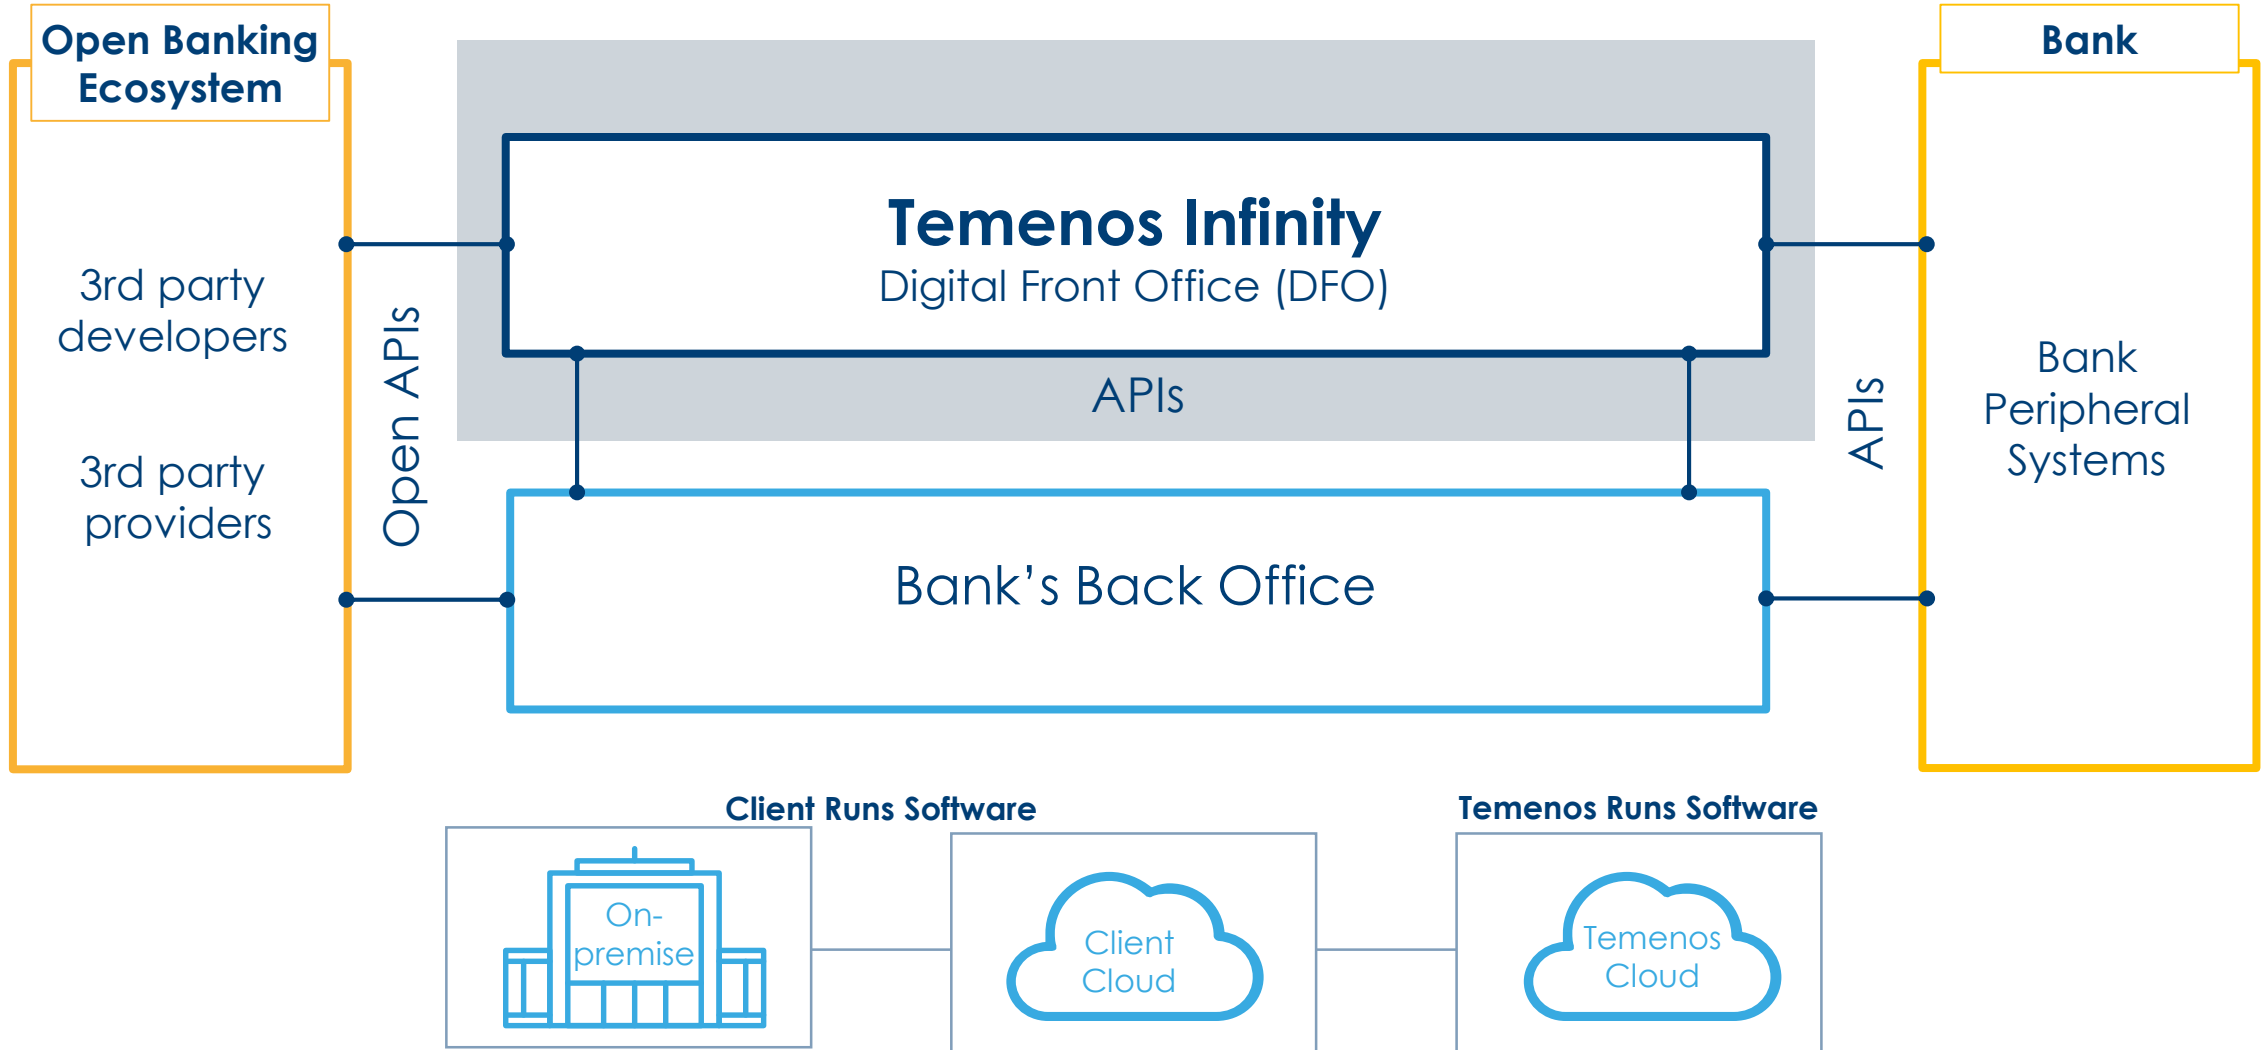 Open Banking
Ecosystem
3rd party
developers
3rd party
providers
Open APIs
Temenos Infinity
Digital Front Office (DFO)
APIs
Bank’s Back Office
APIs
Bank
Bank
Peripheral
Systems
Client Runs Software
Temenos Runs Software
On-
premise
Client
Cloud
Temenos
Cloud